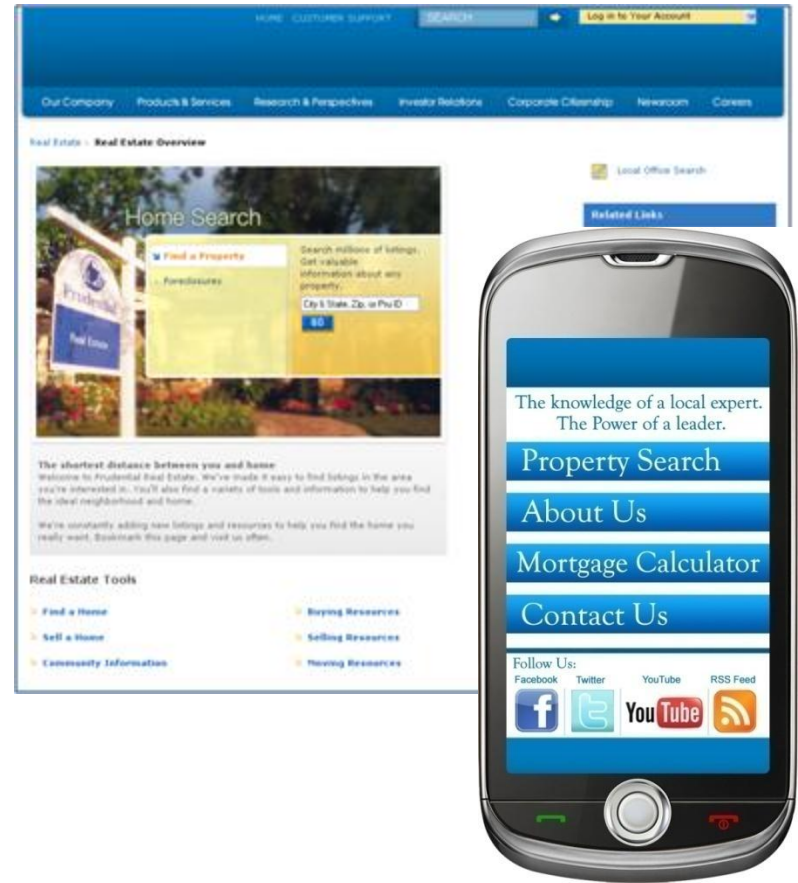 HOME CUSTOMER SUPPORT SEARCH Log in to Your Account
Our Company Products & Services Research & Perspectives Investor Relations Corporate Citizenship Newsroom Careers
Real Estate > Real Estate Overview
Local Office Search
Related Links
Home Search
Find a Property
Foreclosures
Search millions of listings.
Get valuable
information about any
property.
City & State, Zip, or Pru ID
GO
Prudential
Real Estate
The shortest distance between you and home
Welcome to Prudential Real Estate. We've made it easy to find listings in the area
you're interested in. You'll also find a variety of tools and information to help you find
the ideal neighborhood and home.
We're constantly adding new listings and resources to help you find the home you
really want. Bookmark this page and visit us often.
Real Estate Tools
Find a Home
Buying Resources
Sell a Home
Selling Resources
Community Information
Moving Resources
The knowledge of a local expert.
The Power of a leader.
Property Search
About Us
Mortgage Calculator
Contact Us
Follow Us:
Facebook Twitter YouTube RSS Feed
f t You Tube